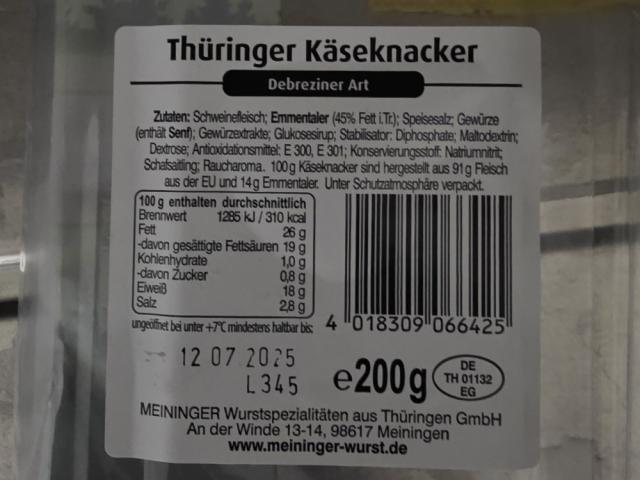 Thüringer Käseknacker
Debreziner Art
Zutaten: Schweinefleisch; Emmentaler (45% Fett i.Tr.); Speisesalz; Gewürze
(enthält Senf); Gewürzextrakte; Glukosesirup; Stabilisator: Diphosphate; Maltodextrin;
Dextrose; Antioxidationsmittel: E 300, E 301; Konservierungsstoff: Natriumnitrit;
Schafsaitling; Raucharoma. 100g Käseknacker sind hergestellt aus 91g Fleisch
aus der EU und 14g Emmentaler. Unter Schutzatmosphäre verpackt.
100 g enthalten durchschnittlich
Brennwert 1285 kJ / 310 kcal
Fett 26 g
-davon gesättigte Fettsäuren 19 g
Kohlenhydrate 1,0 g
-davon Zucker 0,8 g
Eiweiß 18 g
Salz 2,8 g
ungeöffnet bei unter +7°C mindestens haltbar bis:
4 018309 066425
12 07 2025
L345
e200g
DE
TH 01132
EG
MEININGER Wurstspezialitäten aus Thüringen GmbH
An der Winde 13-14, 98617 Meiningen
www.meininger-wurst.de